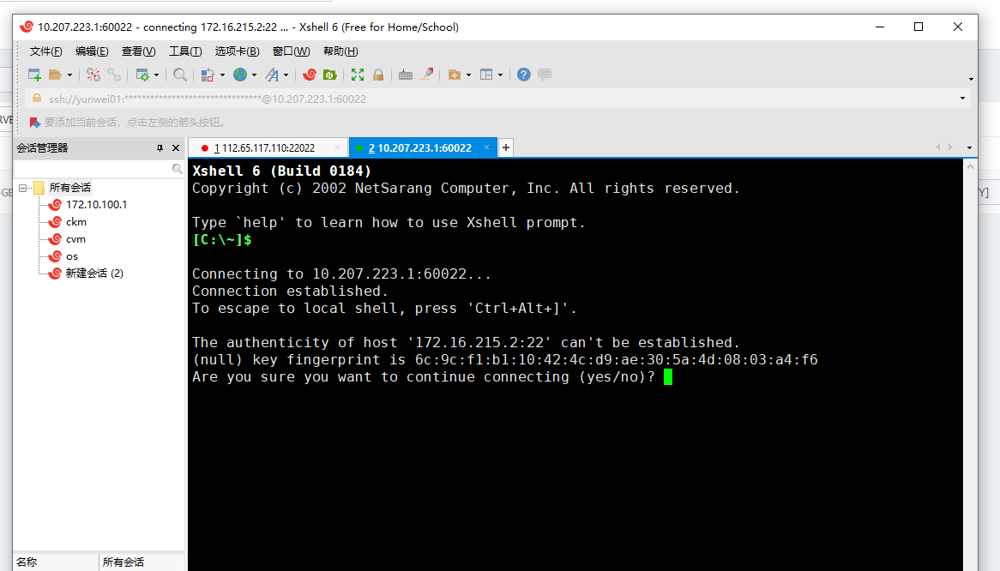 10.207.223.1:60022 - connecting 172.16.215.2:22 ... - Xshell 6 (Free for Home/School)
文件(F) 编辑(E) 查看(V) 工具(T) 选项卡(B) 窗口(W) 帮助(H)
ssh://yunwei01:********************************@10.207.223.1:60022
要添加当前会话，点击左侧的箭头按钮。
会话管理器
1 112.65.117.110:22022
2 10.207.223.1:60022
所有会话
172.10.100.1
ckm
cvm
os
新建会话 (2)
Xshell 6 (Build 0184)
Copyright (c) 2002 NetSarang Computer, Inc. All rights reserved.
Type `help' to learn how to use Xshell prompt.
[C:\~]$
Connecting to 10.207.223.1:60022...
Connection established.
To escape to local shell, press 'Ctrl+Alt+]'.
The authenticity of host '172.16.215.2:22' can't be established.
(null) key fingerprint is 6c:9c:f1:b1:10:42:4c:d9:ae:30:5a:4d:08:03:a4:f6
Are you sure you want to continue connecting (yes/no)?
名称 所有会话